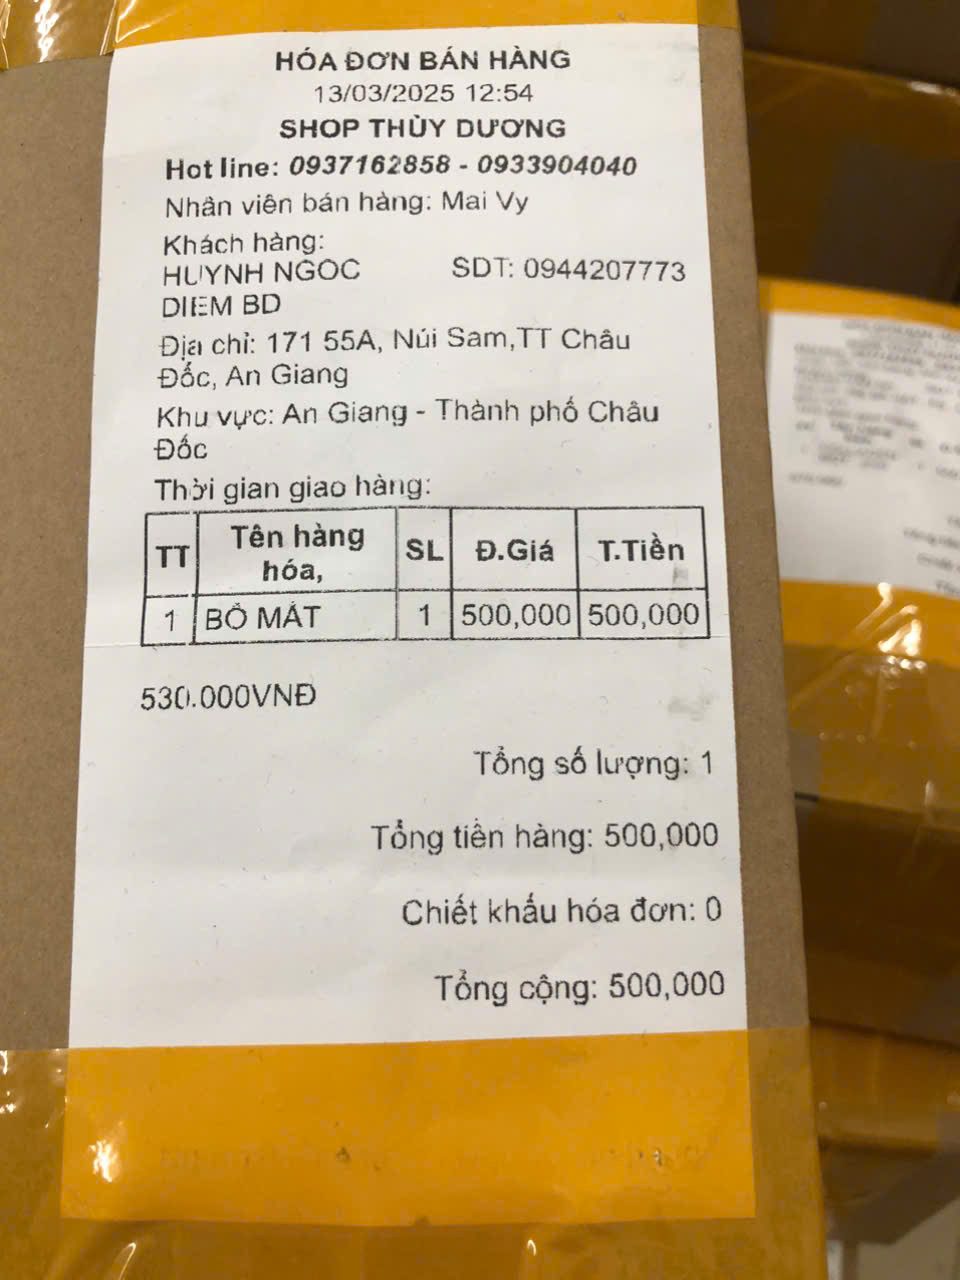 HÓA ĐƠN BÁN HÀNG
13/03/2025 12:54
SHOP THÙY DƯƠNG
Hot line: 0937162858 - 0933904040
Nhân viên bán hàng: Mai Vy
Khách hàng:
HUYNH NGOC SDT: 0944207773
DIEM BD
Địa chỉ: 171 55A, Núi Sam,TT Châu
Đốc, An Giang
Khu vực: An Giang - Thành phố Châu
Đốc
Thời gian giao hàng:
TT Tên hàng hóa, SL Đ.Giá T.Tiền
1 BÔ MÁT 1 500,000 500,000
530.000VNĐ
Tổng số lượng: 1
Tổng tiền hàng: 500,000
Chiết khấu hóa đơn: 0
Tổng cộng: 500,000